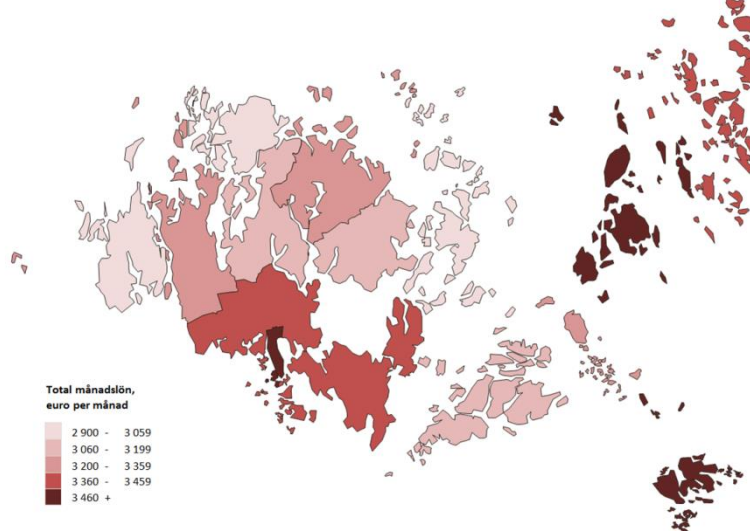 Total månadslön,
euro per månad
2 900 - 3 059
3 060 - 3 199
3 200 - 3 359
3 360 - 3 459
3 460 +